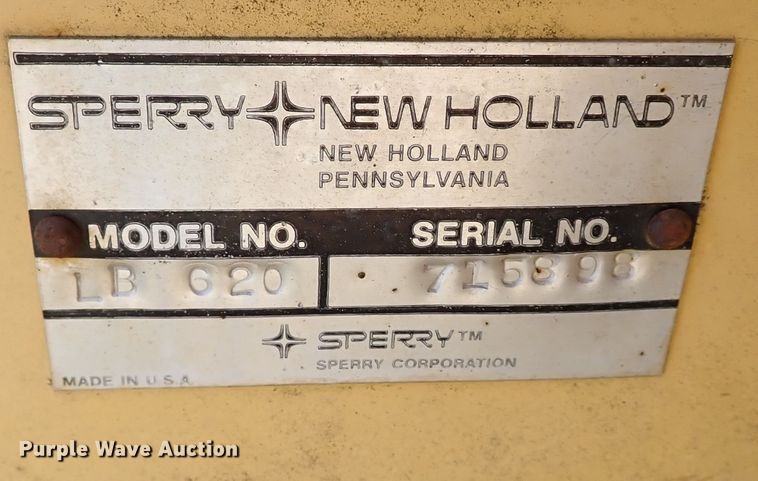 SPERRY NEW HOLLAND™
NEW HOLLAND
PENNSYLVANIA
MODEL NO. SERIAL NO.
LB 620 715898
SPERRY™
SPERRY CORPORATION
MADE IN U.S.A.
Purple Wave Auction